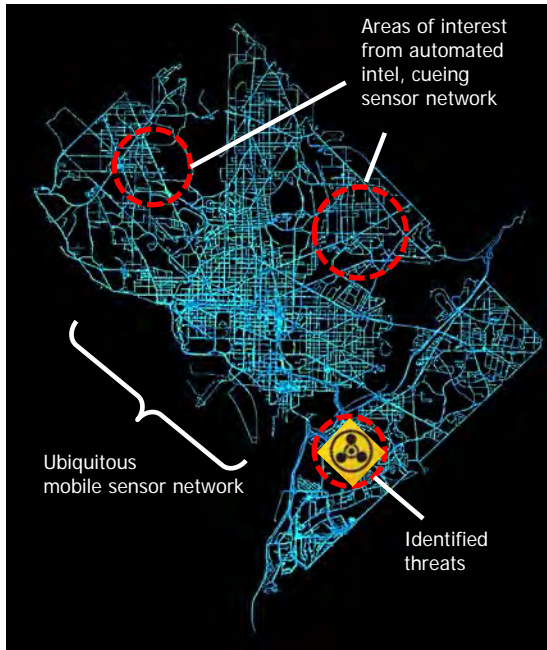 Areas of interest
from automated
intel, cueing
sensor network
Ubiquitous
mobile sensor network
Identified
threats